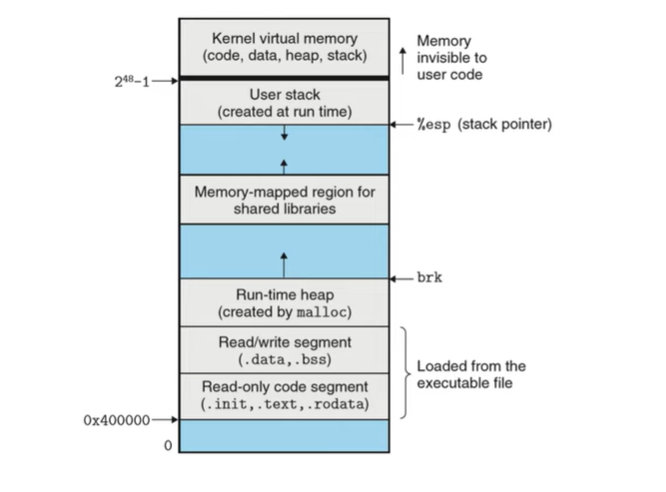 Kernel virtual memory
(code, data, heap, stack)
Memory
invisible to
user code
2⁴⁸–1
User stack
(created at run time)
%esp (stack pointer)
Memory-mapped region for
shared libraries
brk
Run-time heap
(created by malloc)
Read/write segment
(.data,.bss)
Loaded from the
executable file
Read-only code segment
(.init,.text,.rodata)
0x400000
0